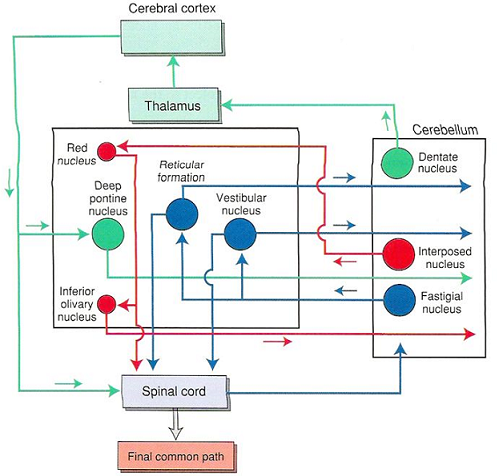 Cerebral cortex
Thalamus
Cerebellum
Red
nucleus
Reticular
formation
Dentate
nucleus
Deep
pontine
nucleus
Vestibular
nucleus
Interposed
nucleus
Inferior
olivary
nucleus
Fastigial
nucleus
Spinal cord
Final common path